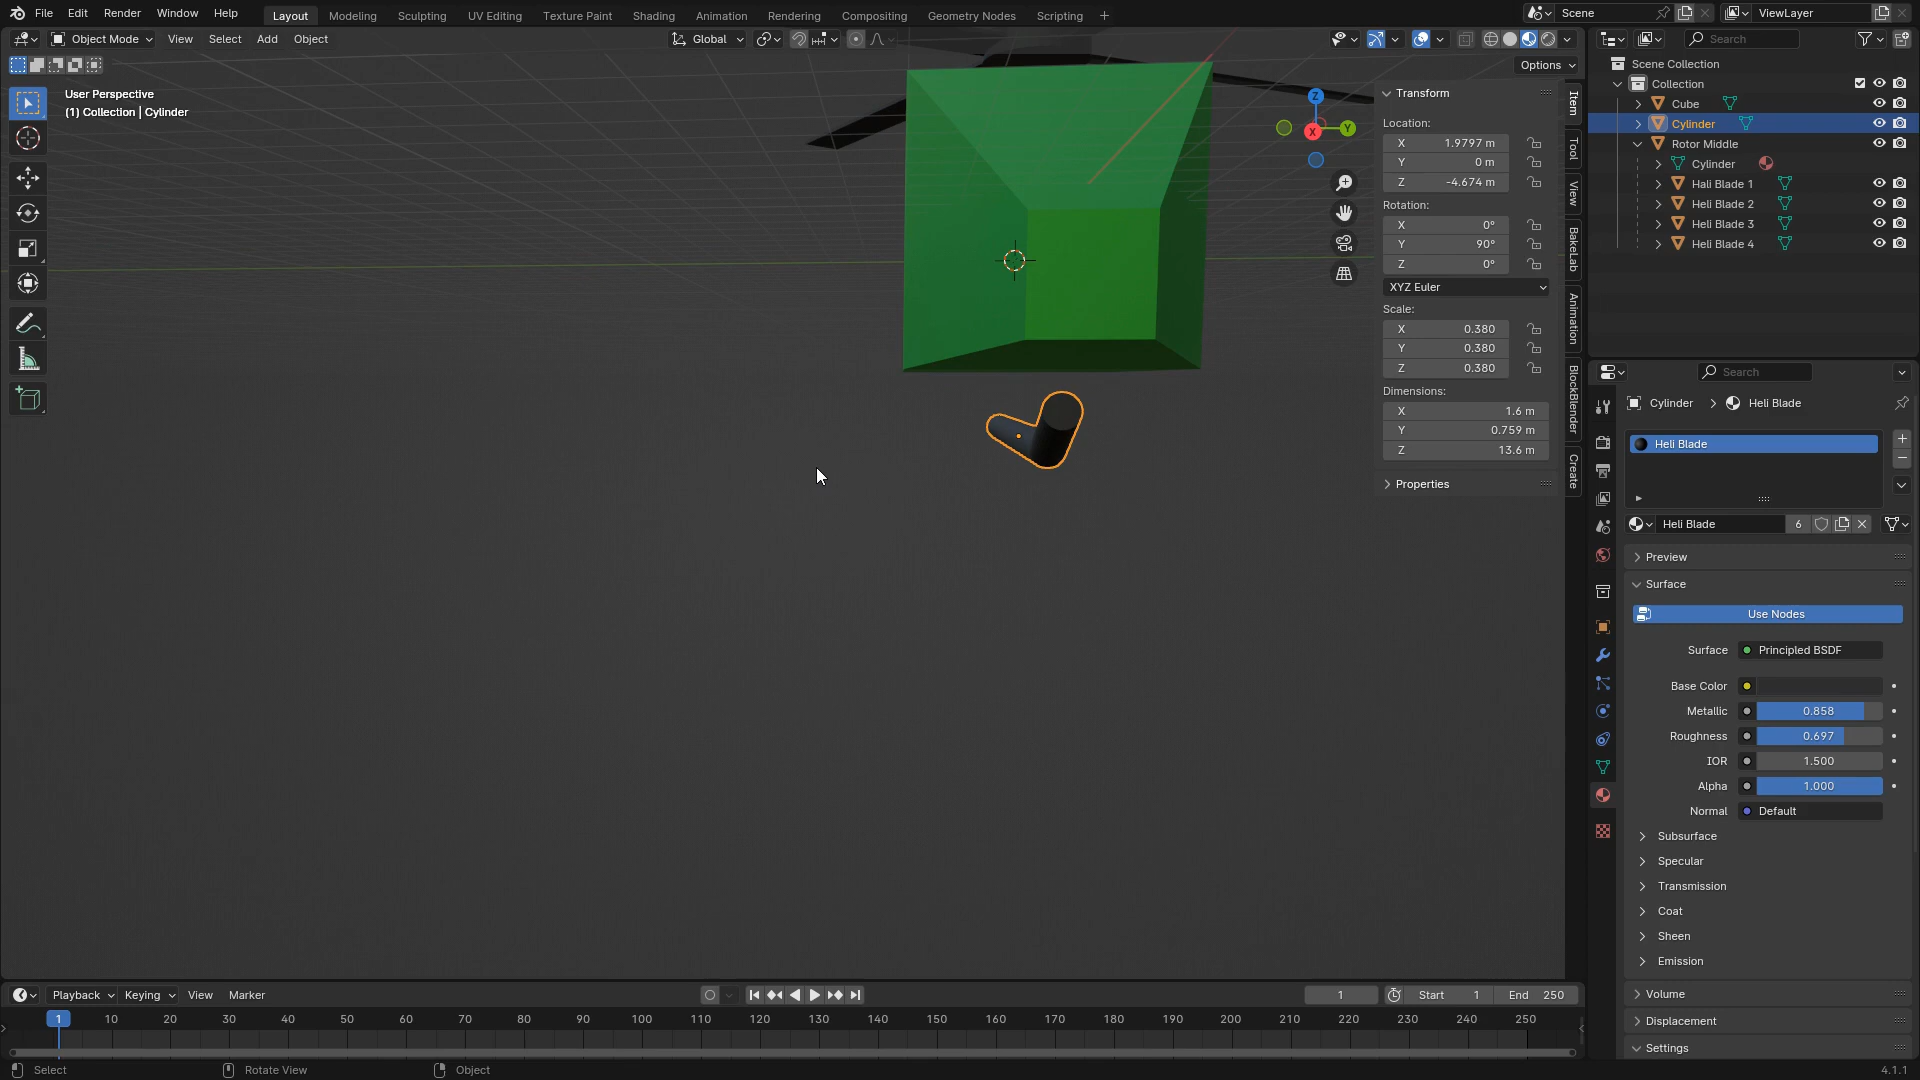 File Edit Render Window Help Layout Modeling Sculpting UV Editing Texture Paint Shading Animation Rendering Compositing Geometry Nodes Scripting + Scene ViewLayer
Object Mode View Select Add Object Global Search
Options
User Perspective
(1) Collection | Cylinder
Z
Y
X
Transform
Location:
X 1.9797 m
Y 0 m
Z -4.674 m
Rotation:
X 0°
Y 90°
Z 0°
XYZ Euler
Scale:
X 0.380
Y 0.380
Z 0.380
Dimensions:
X 1.6 m
Y 0.759 m
Z 13.6 m
Properties
Item
Tool
View
BakeLab
Animation
BlockBlender
Create
Scene Collection
Collection
Cube
Cylinder
Rotor Middle
Cylinder
Hali Blade 1
Heli Blade 2
Heli Blade 3
Heli Blade 4
Search
Cylinder > Heli Blade
Heli Blade
Heli Blade 6
Preview
Surface
Use Nodes
Surface Principled BSDF
Base Color
Metallic 0.858
Roughness 0.697
IOR 1.500
Alpha 1.000
Normal Default
Subsurface
Specular
Transmission
Coat
Sheen
Emission
Volume
Displacement
Settings
Playback Keying View Marker 1 Start 1 End 250
1 10 20 30 40 50 60 70 80 90 100 110 120 130 140 150 160 170 180 190 200 210 220 230 240 250
Select Rotate View Object 4.1.1